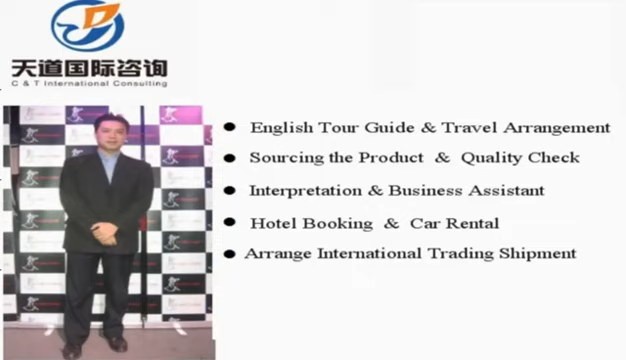 天道国际咨询
C & T International Consulting
English Tour Guide & Travel Arrangement
Sourcing the Product & Quality Check
Interpretation & Business Assistant
Hotel Booking & Car Rental
Arrange International Trading Shipment